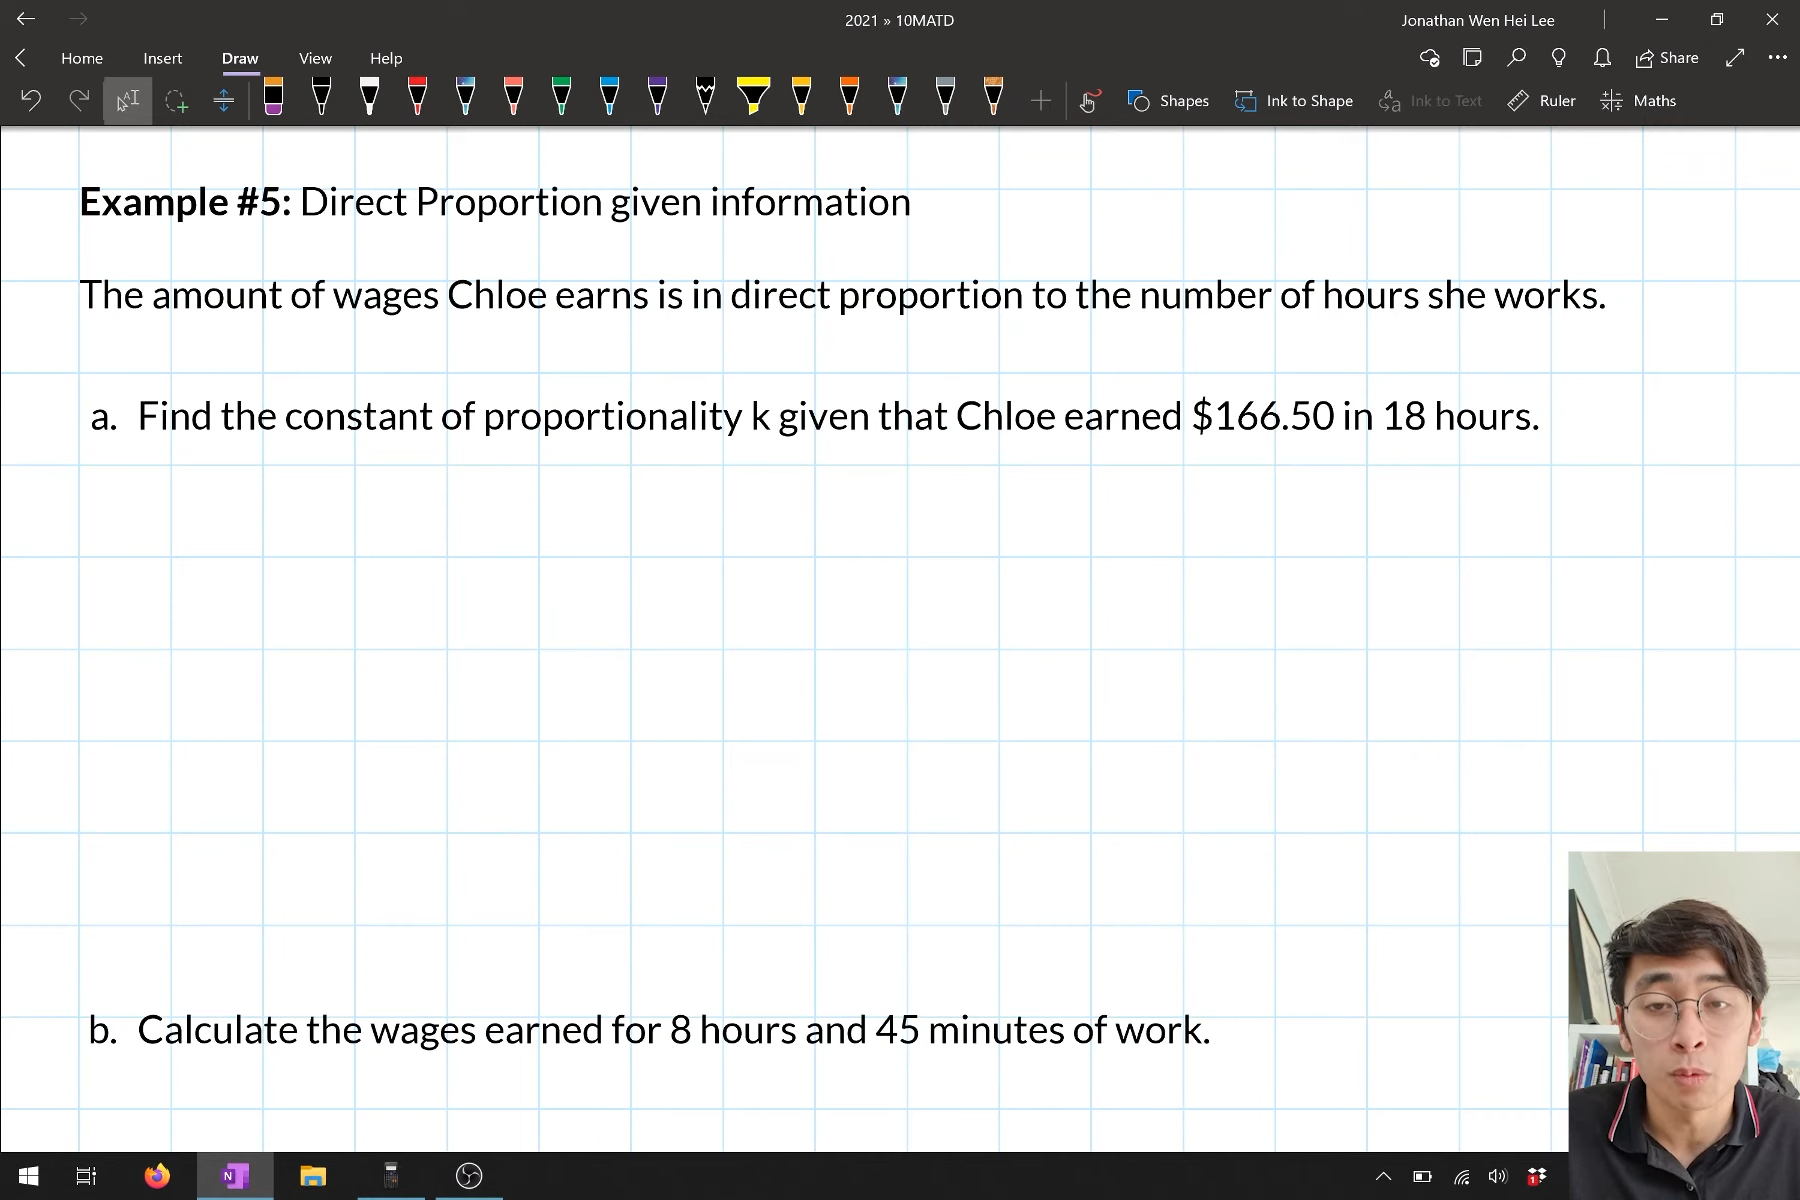 2021 » 10MATD
Jonathan Wen Hei Lee
Home Insert Draw View Help
Share
Shapes Ink to Shape Ink to Text Ruler Maths
Example #5: Direct Proportion given information
The amount of wages Chloe earns is in direct proportion to the number of hours she works.
a. Find the constant of proportionality k given that Chloe earned $166.50 in 18 hours.
b. Calculate the wages earned for 8 hours and 45 minutes of work.